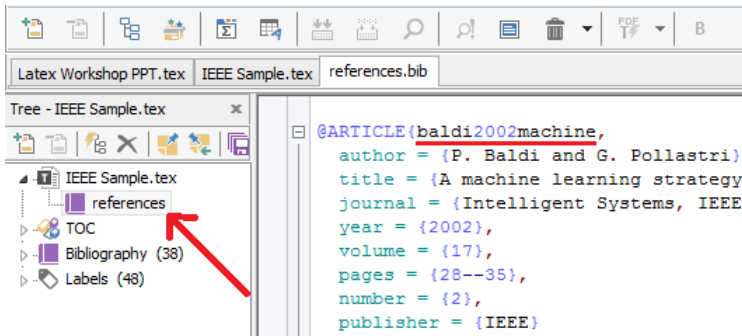 PDF
TF
B
Latex Workshop PPT.tex
IEEE Sample.tex
references.bib
Tree - IEEE Sample.tex
x
IEEE Sample.tex
references
TOC
Bibliography (38)
Labels (48)
@ARTICLE{baldi2002machine,
author = {P. Baldi and G. Pollastri}
title = {A machine learning strategy
journal = {Intelligent Systems, IEEE
year = {2002},
volume = {17},
pages = {28--35},
number = {2},
publisher = {IEEE}